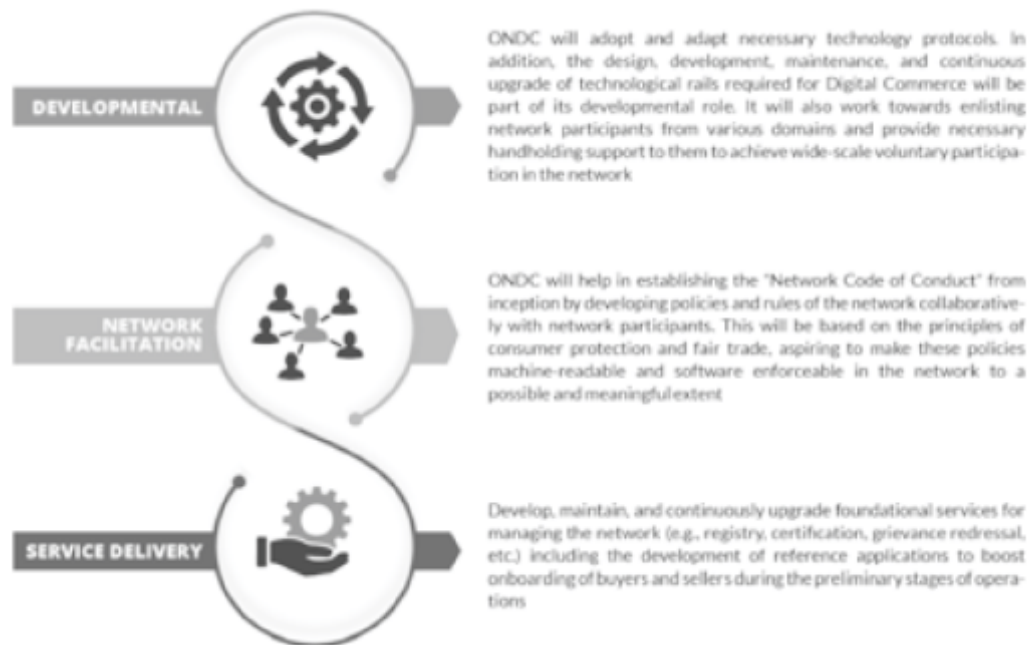 DEVELOPMENTAL
ONDC will adopt and adapt necessary technology protocols. In
addition, the design, development, maintenance, and continuous
upgrade of technological rails required for Digital Commerce will be
part of its developmental role. It will also work towards enlisting
network participants from various domains and provide necessary
handholding support to them to achieve wide-scale voluntary participa-
tion in the network
NETWORK
FACILITATION
ONDC will help in establishing the "Network Code of Conduct" from
inception by developing policies and rules of the network collaborative-
ly with network participants. This will be based on the principles of
consumer protection and fair trade, aspiring to make these policies
machine-readable and software enforceable in the network to a
possible and meaningful extent
SERVICE DELIVERY
Develop, maintain, and continuously upgrade foundational services for
managing the network (e.g., registry, certification, grievance redressal,
etc.) including the development of reference applications to boost
onboarding of buyers and sellers during the preliminary stages of opera-
tions